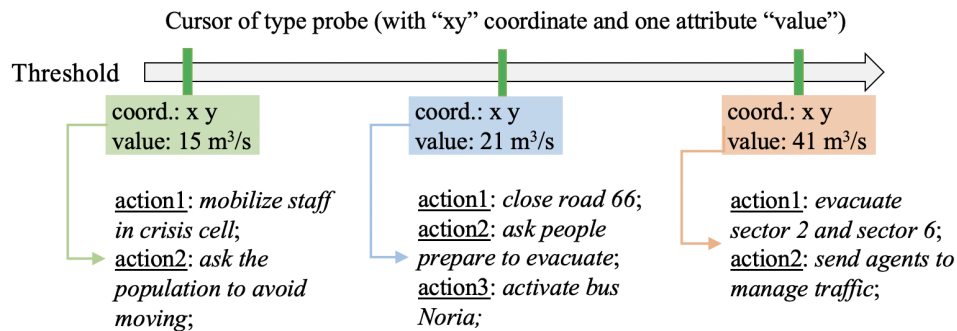 Cursor of type probe (with “xy” coordinate and one attribute “value”)
Threshold
coord.: x y
value: 15 m³/s
action1: mobilize staff
in crisis cell;
action2: ask the
population to avoid
moving;
coord.: x y
value: 21 m³/s
action1: close road 66;
action2: ask people
prepare to evacuate;
action3: activate bus
Noria;
coord.: x y
value: 41 m³/s
action1: evacuate
sector 2 and sector 6;
action2: send agents to
manage traffic;